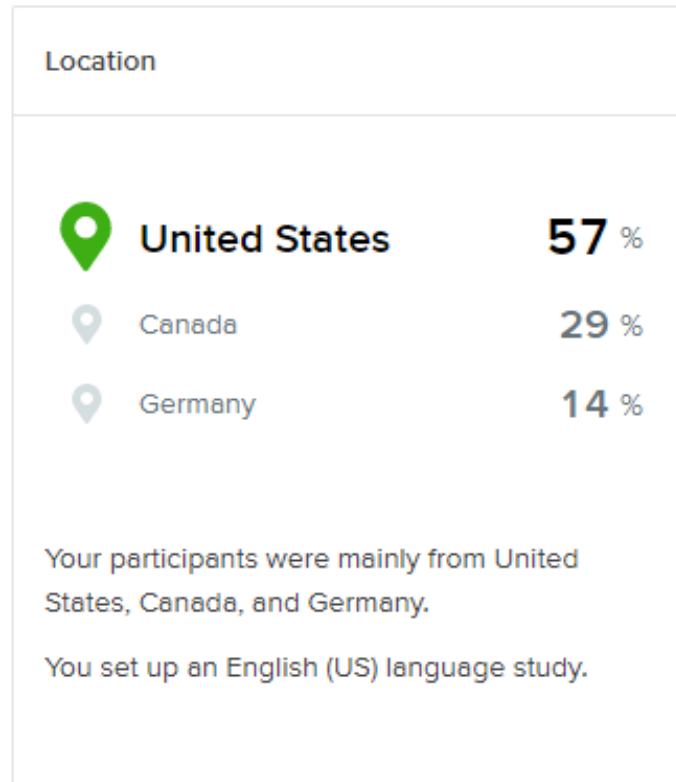 Location
United States 57 %
Canada 29 %
Germany 14 %
Your participants were mainly from United
States, Canada, and Germany.
You set up an English (US) language study.